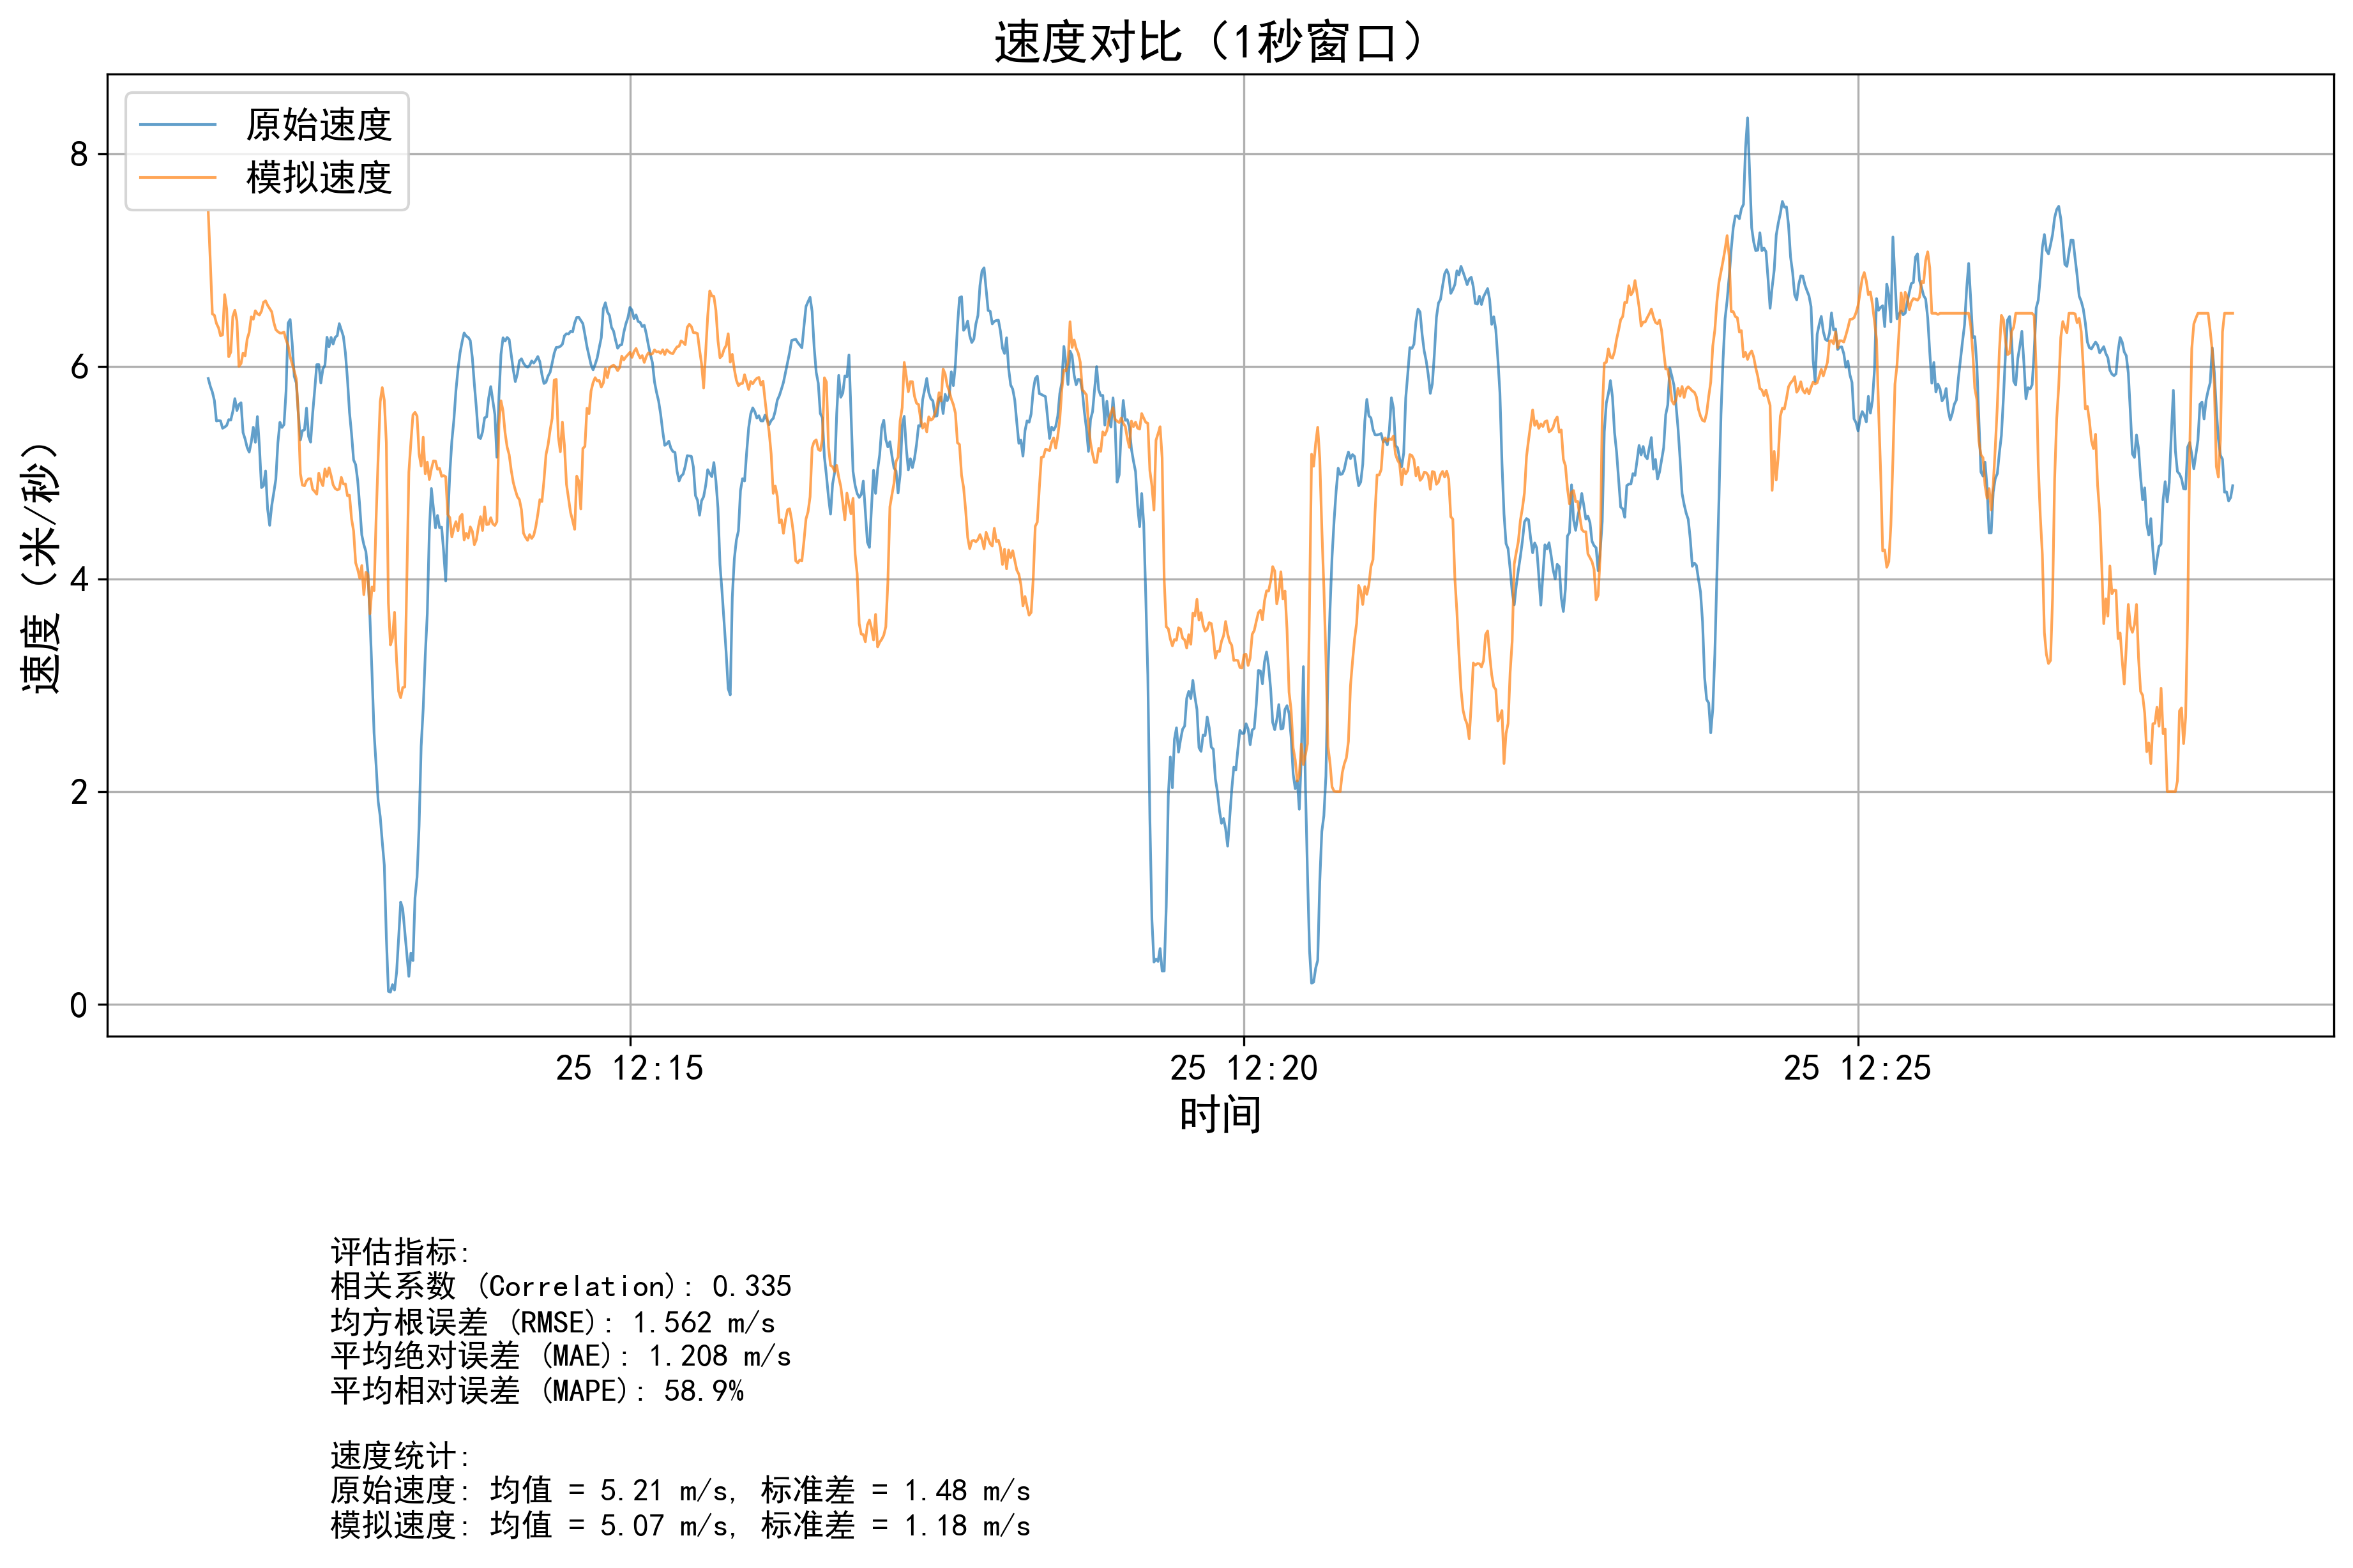 速度对比（1秒窗口）
原始速度
模拟速度
速度（米/秒）
8
6
4
2
0
25 12:15
25 12:20
25 12:25
时间
评估指标:
相关系数 (Correlation): 0.335
均方根误差 (RMSE): 1.562 m/s
平均绝对误差 (MAE): 1.208 m/s
平均相对误差 (MAPE): 58.9%
速度统计:
原始速度: 均值 = 5.21 m/s, 标准差 = 1.48 m/s
模拟速度: 均值 = 5.07 m/s, 标准差 = 1.18 m/s